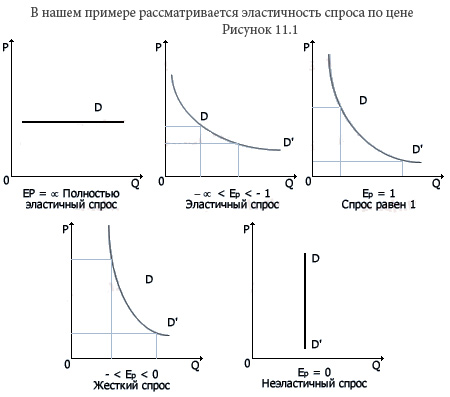 В нашем примере рассматривается эластичность спроса по цене
Рисунок 11.1
P
D
0
Q
EP = ∞ Полностью
эластичный спрос
P
D
D'
0
Q
– ∞ < Ep < - 1
Эластичный спрос
P
D
D'
0
Q
Ep = 1
Спрос равен 1
P
D
D'
0
Q
- < Ep < 0
Жесткий спрос
P
D
D'
0
Q
Ep = 0
Неэластичный спрос